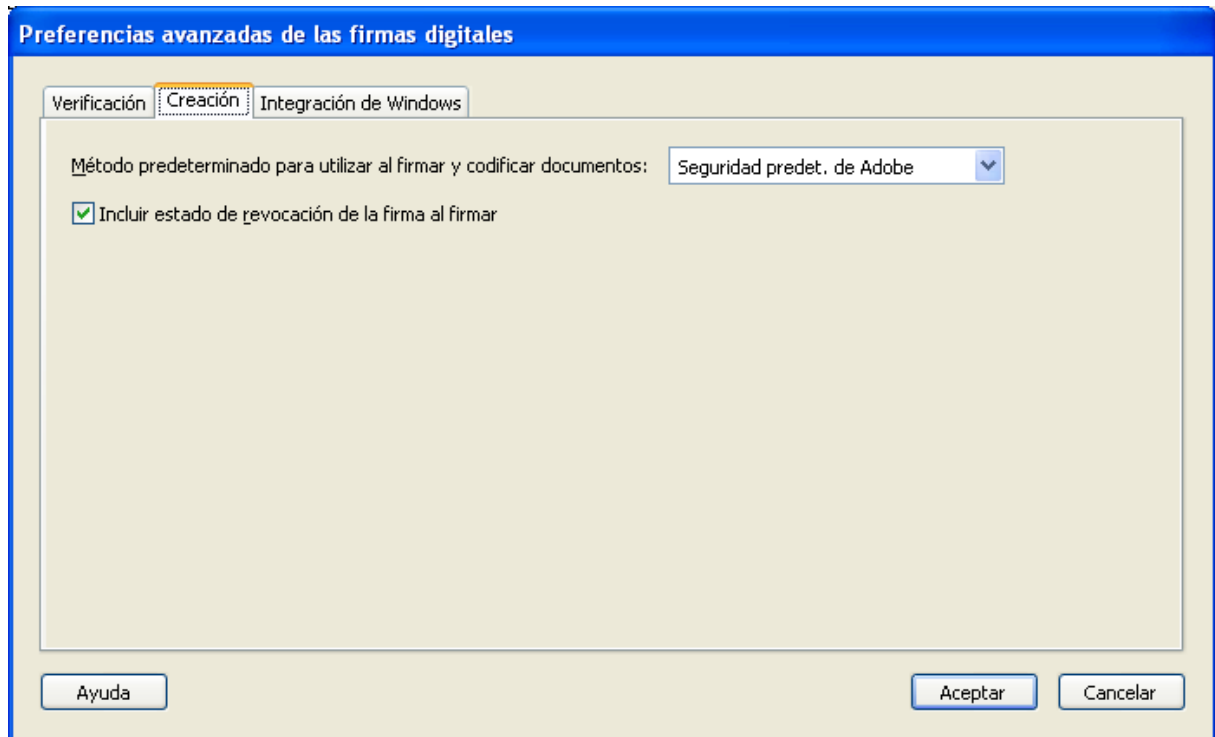 Preferencias avanzadas de las firmas digitales
Verificación Creación Integración de Windows
Método predeterminado para utilizar al firmar y codificar documentos: Seguridad predet. de Adobe
Incluir estado de revocación de la firma al firmar
Ayuda Aceptar Cancelar